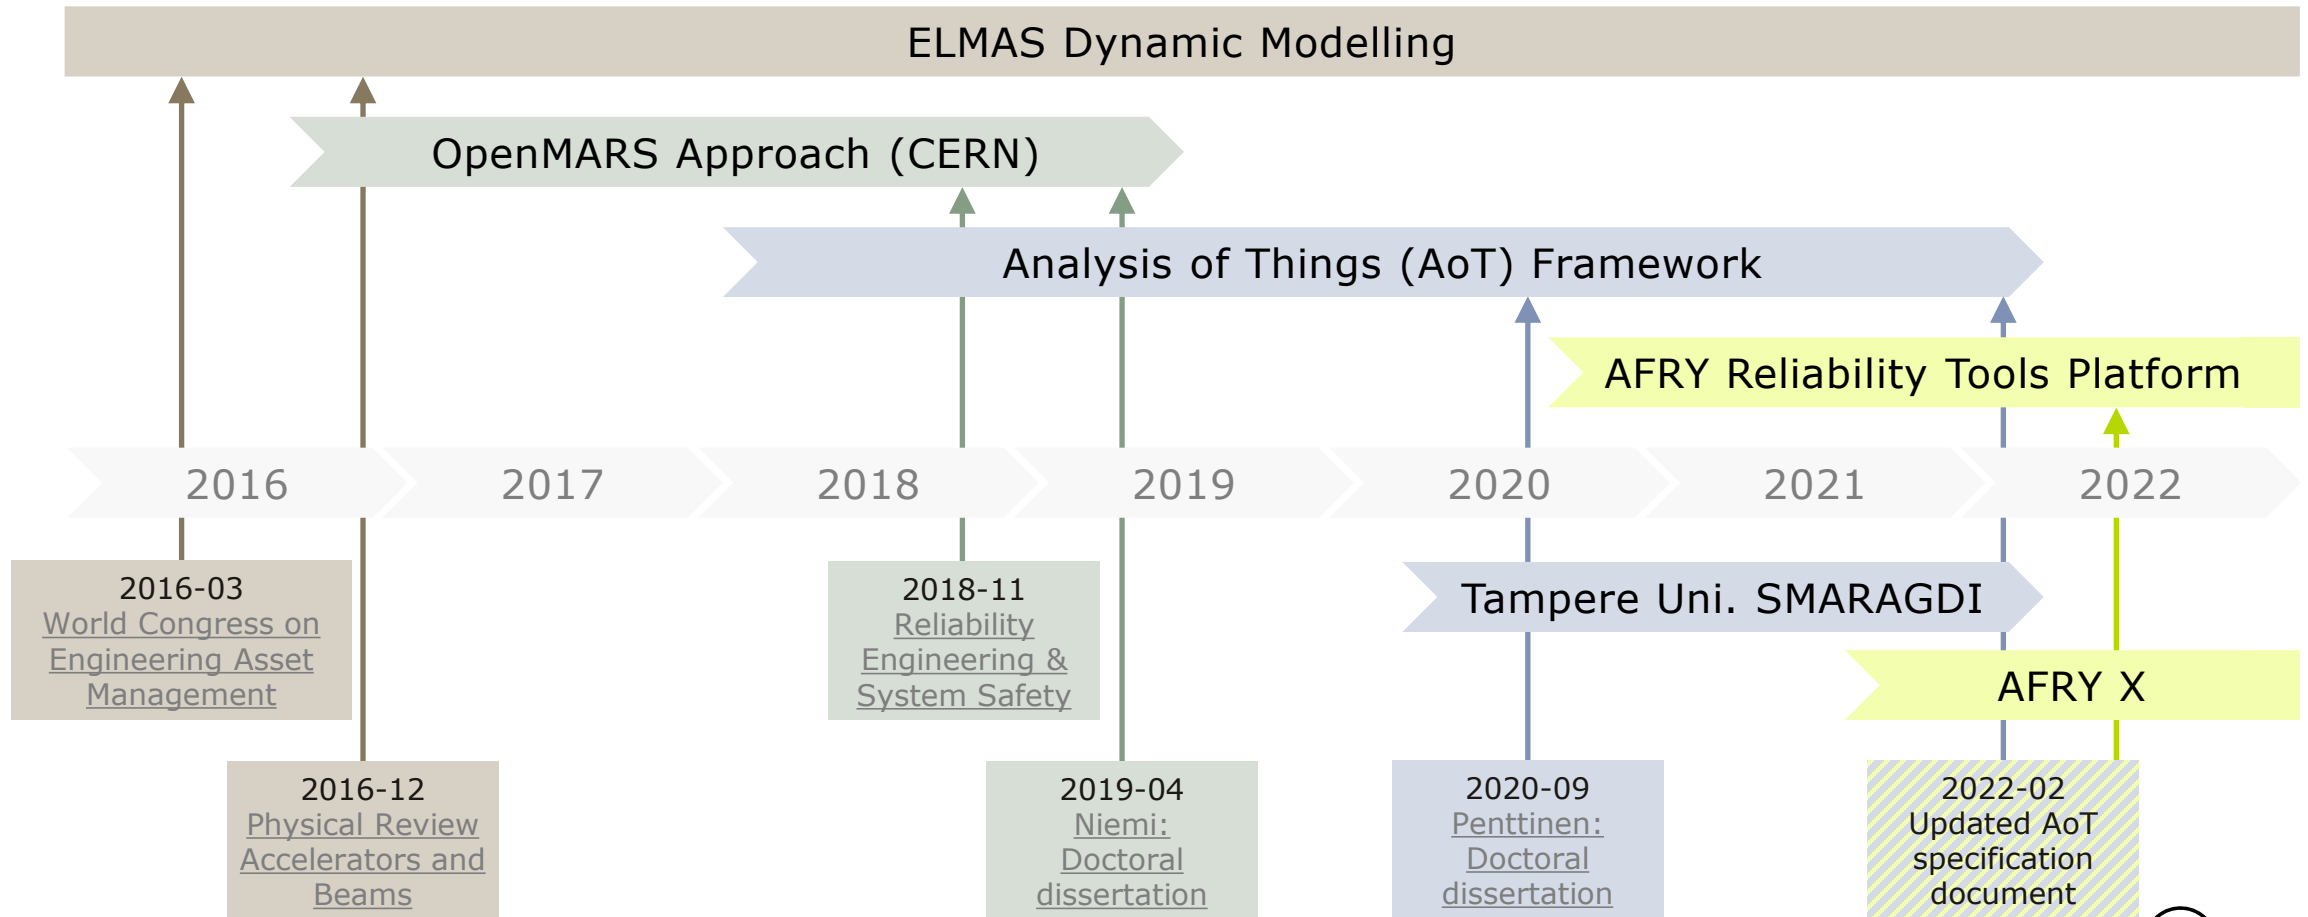 ELMAS Dynamic Modelling
OpenMARS Approach (CERN)
Analysis of Things (AoT) Framework
AFRY Reliability Tools Platform
2016
2017
2018
2019
2020
2021
2022
2016-03
World Congress on
Engineering Asset
Management
2018-11
Reliability
Engineering &
System Safety
Tampere Uni. SMARAGDI
AFRY X
2016-12
Physical Review
Accelerators and
Beams
2019-04
Niemi:
Doctoral
dissertation
2020-09
Penttinen:
Doctoral
dissertation
2022-02
Updated AoT
specification
document